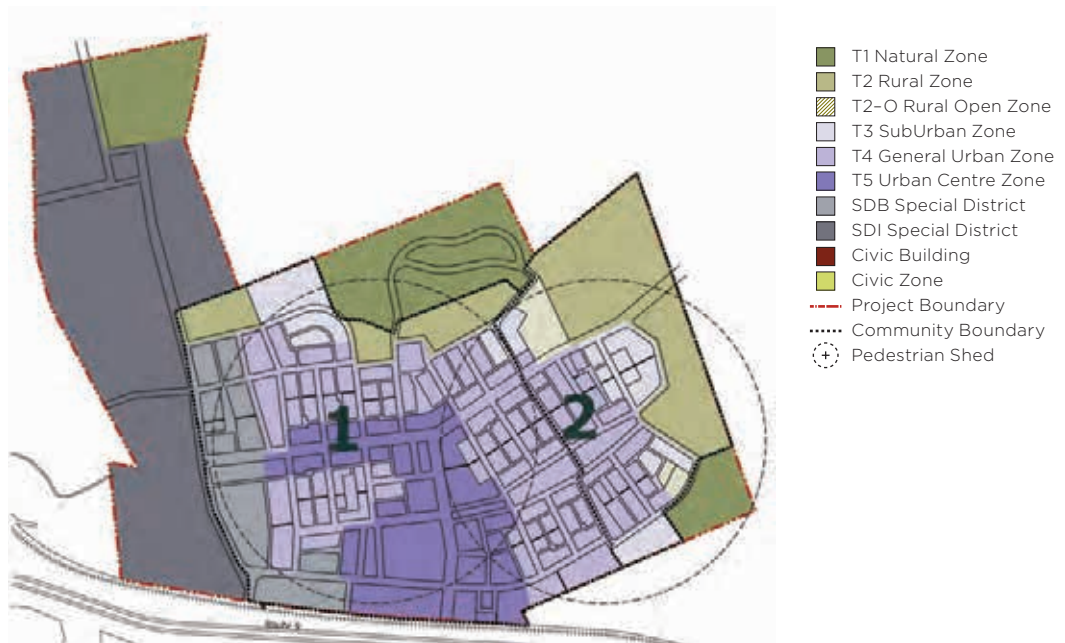 T1 Natural Zone
T2 Rural Zone
T2-O Rural Open Zone
T3 SubUrban Zone
T4 General Urban Zone
T5 Urban Centre Zone
SDB Special District
SDI Special District
Civic Building
Civic Zone
Project Boundary
Community Boundary
Pedestrian Shed
1
2